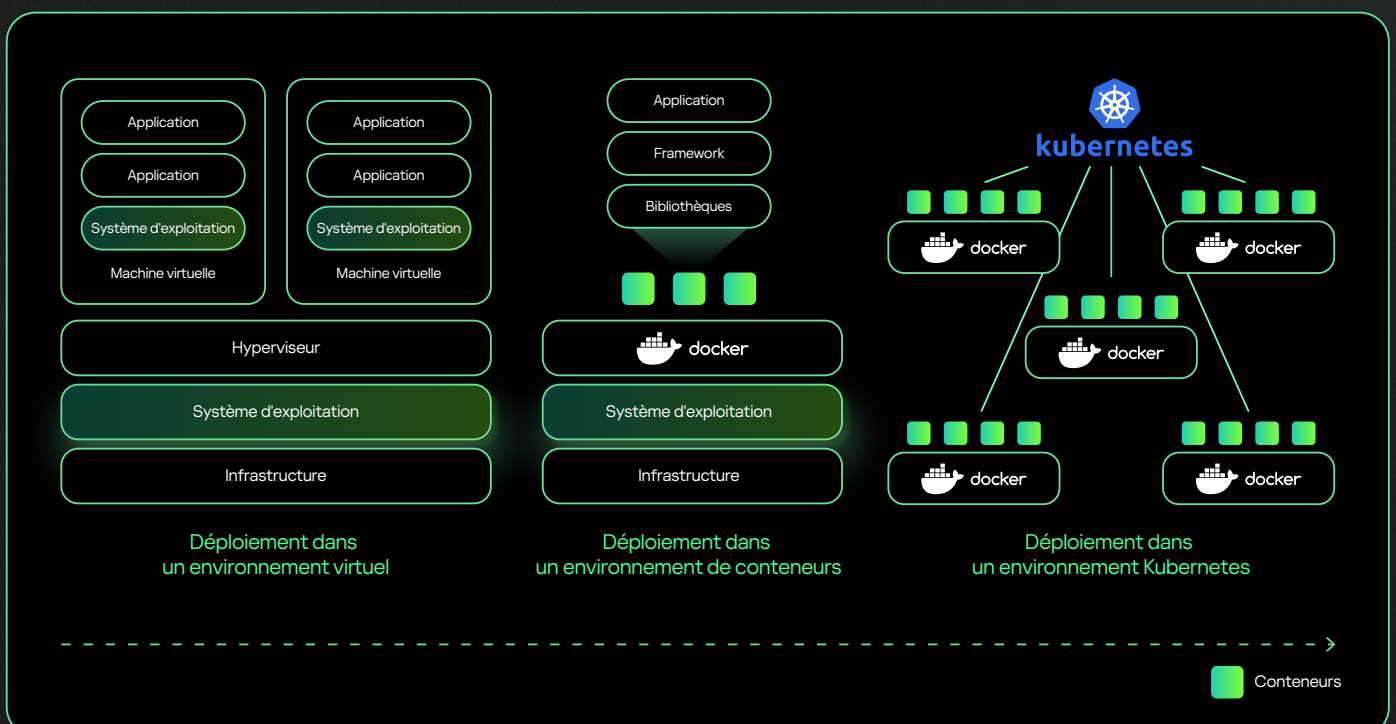 Application
Application
Système d'exploitation
Machine virtuelle
Application
Application
Système d'exploitation
Machine virtuelle
Hyperviseur
Système d'exploitation
Infrastructure
Déploiement dans
un environnement virtuel
Application
Framework
Bibliothèques
docker
Système d'exploitation
Infrastructure
Déploiement dans
un environnement de conteneurs
kubernetes
docker
docker
docker
docker
docker
Déploiement dans
un environnement Kubernetes
Conteneurs